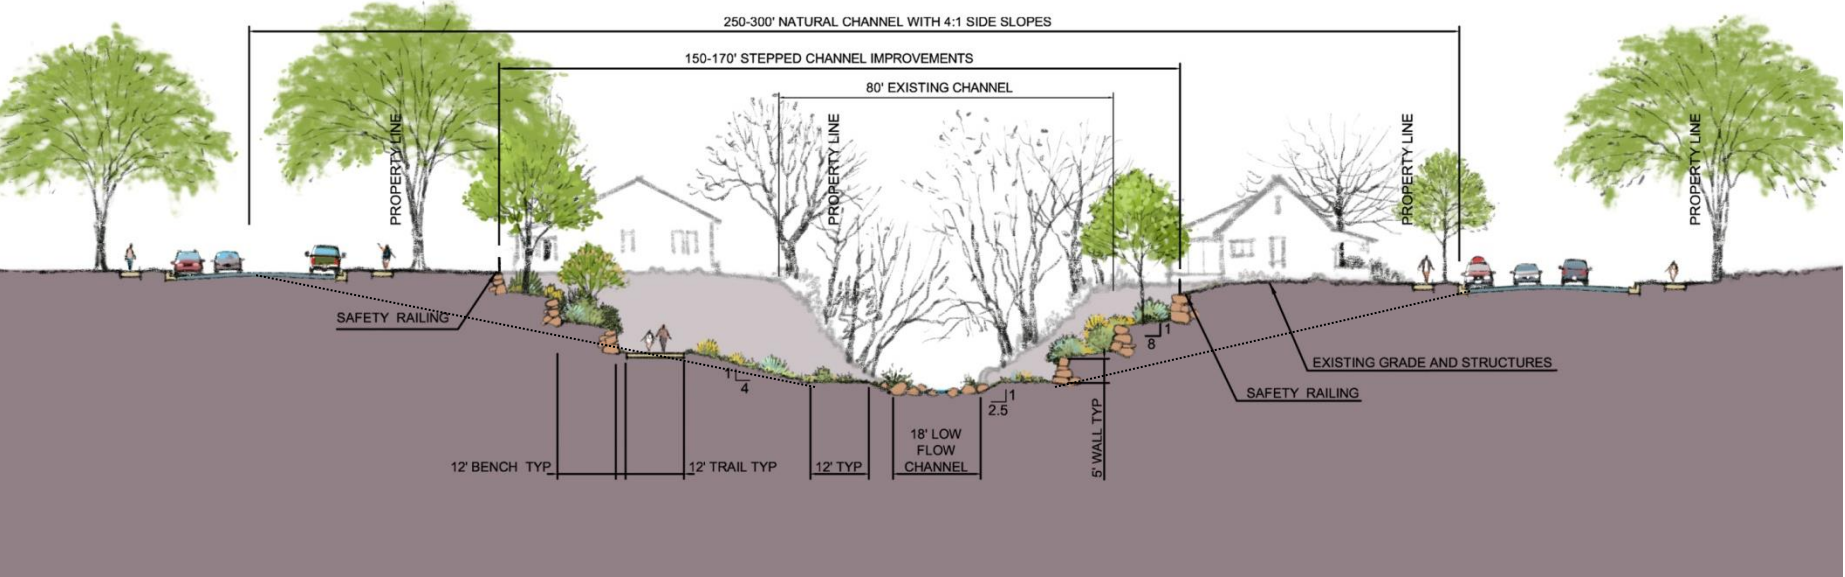 250-300' NATURAL CHANNEL WITH 4:1 SIDE SLOPES
150-170' STEPPED CHANNEL IMPROVEMENTS
80' EXISTING CHANNEL
PROPERTY LINE
PROPERTY LINE
PROPERTY LINE
PROPERTY LINE
SAFETY RAILING
1
8
EXISTING GRADE AND STRUCTURES
1
4
1
2.5
SAFETY RAILING
5' WALL TYP
12' BENCH TYP
12' TRAIL TYP
12' TYP
18' LOW
FLOW
CHANNEL